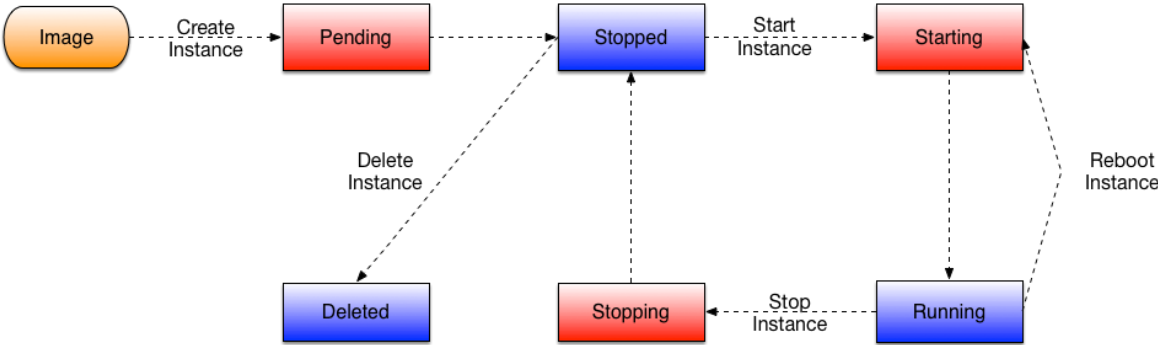 Image
Create
Instance
Pending
Stopped
Start
Instance
Starting
Delete
Instance
Reboot
Instance
Deleted
Stopping
Stop
Instance
Running